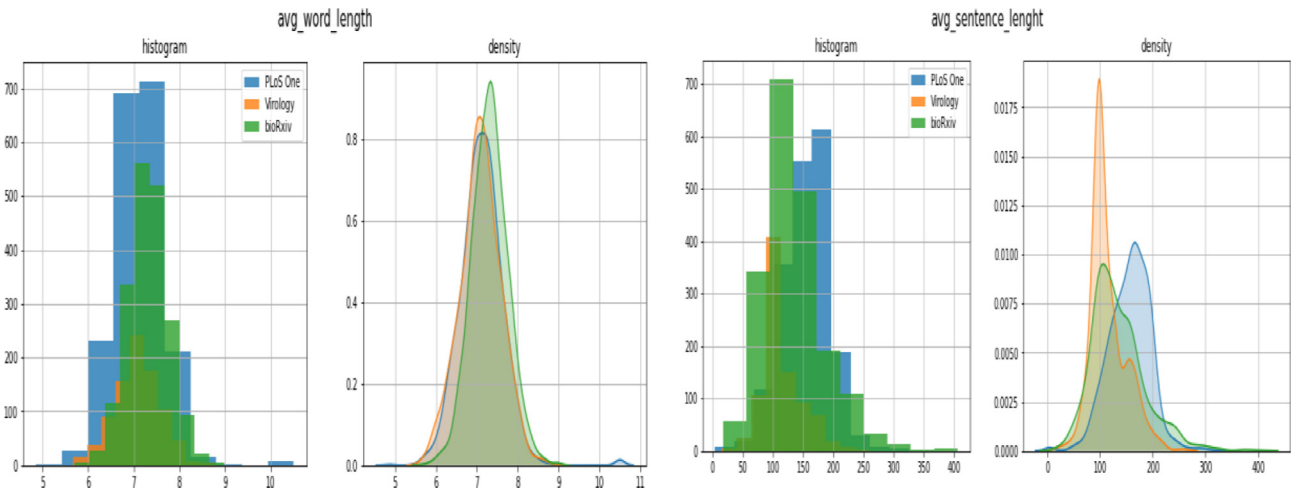 avg_word_length
histogram
density
PLoS One
Virology
bioRxiv
700
600
500
400
300
200
100
0
5 6 7 8 9 10
0.8
0.6
0.4
0.2
0.0
5 6 7 8 9 10 11
avg_sentence_lenght
histogram
density
PLoS One
Virology
bioRxiv
700
600
500
400
300
200
100
0
0 50 100 150 200 250 300 350 400
0.0175
0.0150
0.0125
0.0100
0.0075
0.0050
0.0025
0.0000
0 100 200 300 400